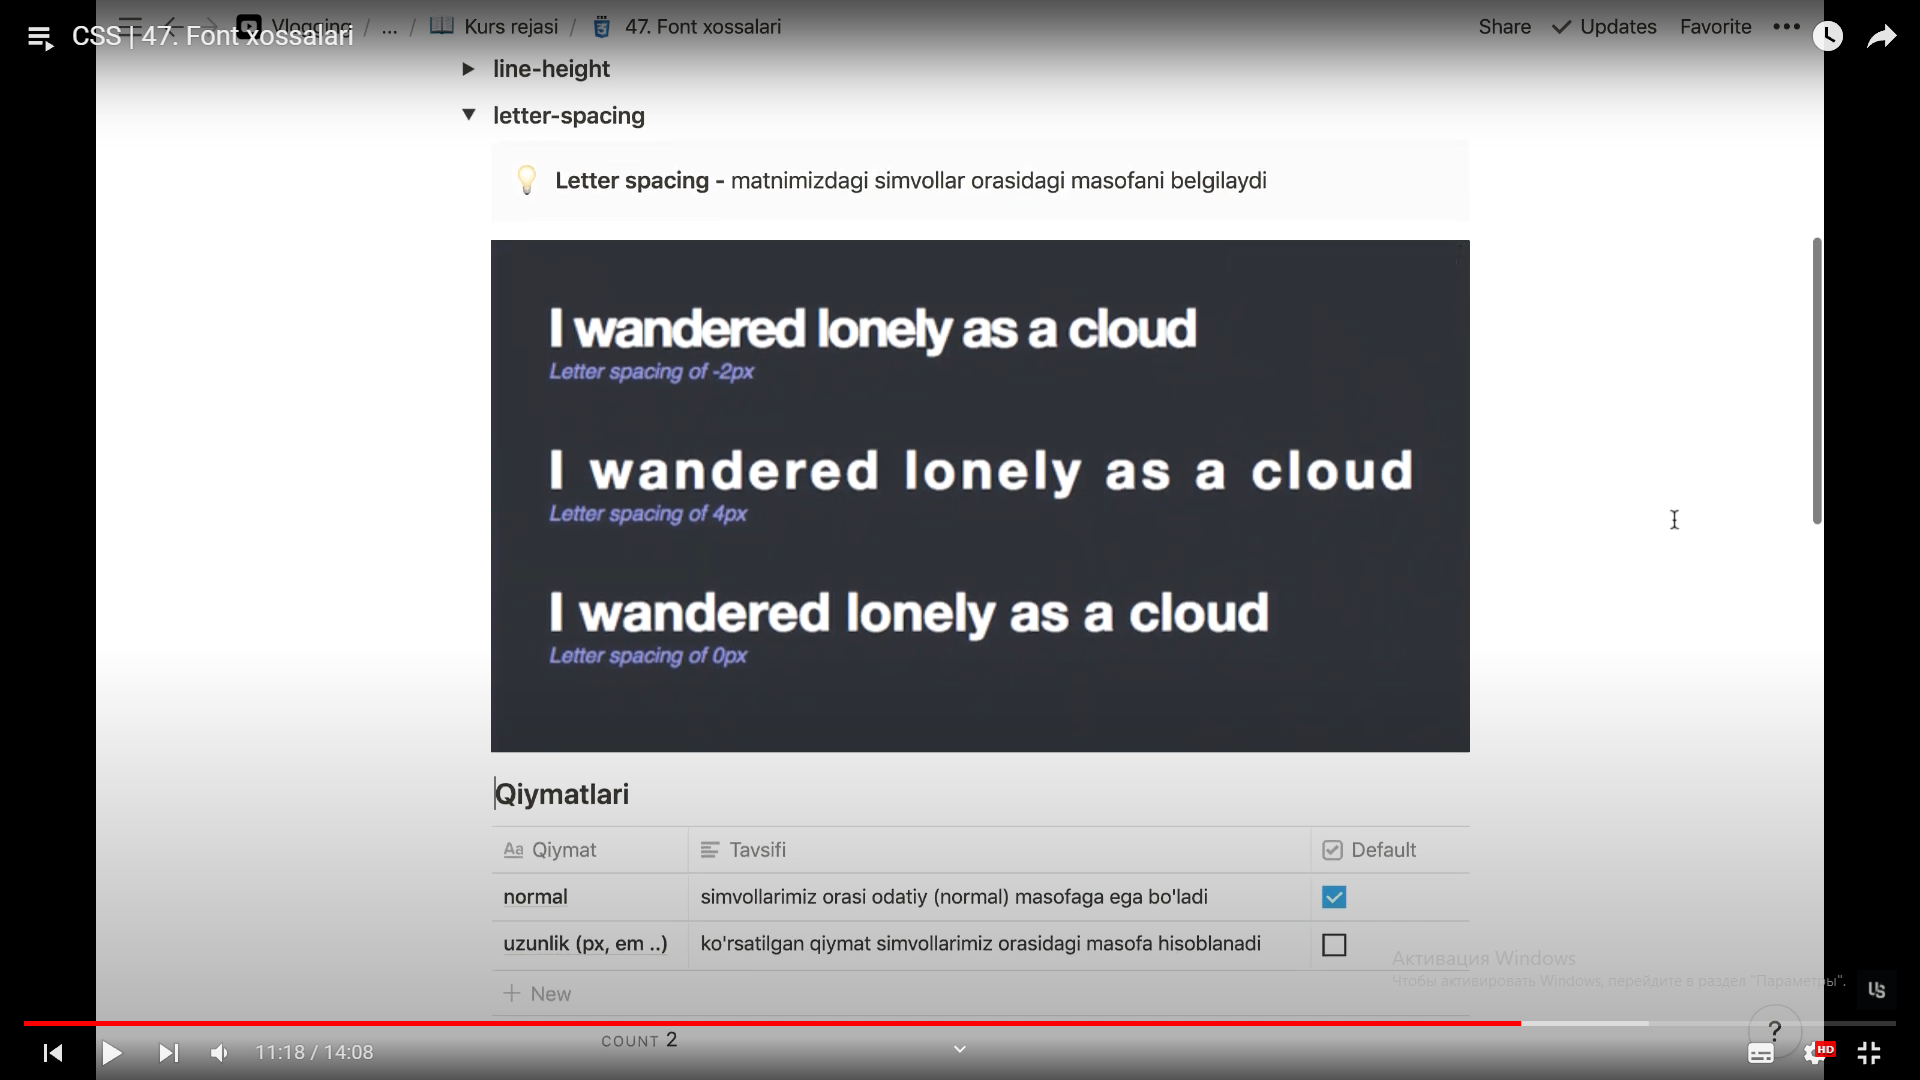 CSS | 47. Font xossalari
Vlogging / ... / Kurs rejasi / 47. Font xossalari
Share Updates Favorite
line-height
letter-spacing
Letter spacing - matnimizdagi simvollar orasidagi masofani belgilaydi
I wandered lonely as a cloud
Letter spacing of -2px
I wandered lonely as a cloud
Letter spacing of 4px
I wandered lonely as a cloud
Letter spacing of 0px
Qiymatlari
Aa Qiymat Tavsifi Default
normal simvollarimiz orasi odatiy (normal) masofaga ega bo'ladi
uzunlik (px, em ..) ko'rsatilgan qiymat simvollarimiz orasidagi masofa hisoblanadi
Активация Windows
Чтобы активировать Windows, перейдите в раздел "Параметры".
+ New
COUNT 2
?
11:18 / 14:08
HD